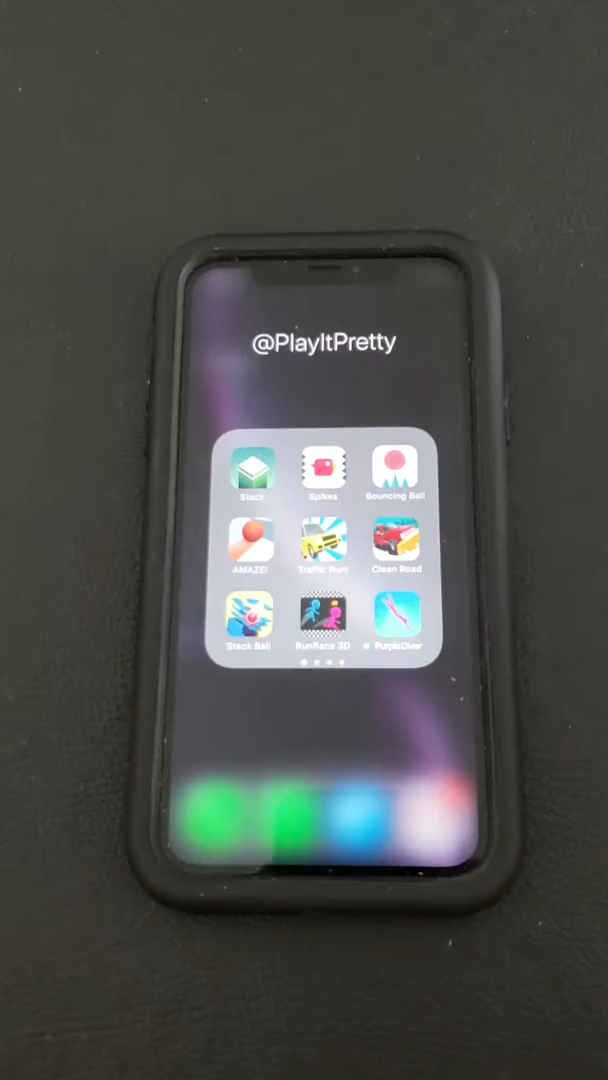 @PlayItPretty
Stack Spikes Bouncing Ball
AMAZE! Traffic Run! Clean Road
Stack Ball RunRace 3D PurpleDiver